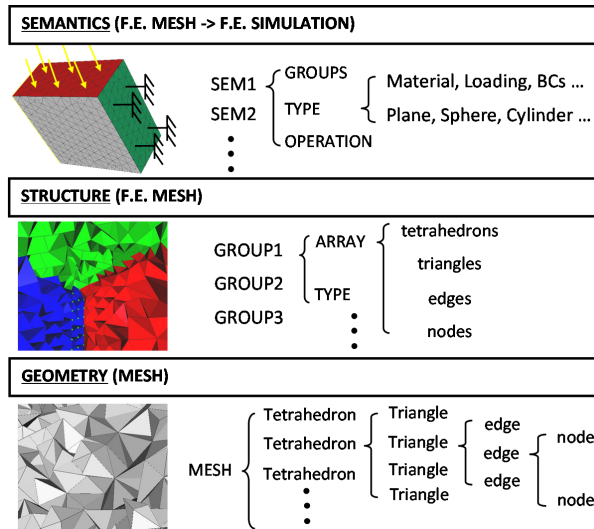 SEMANTICS (F.E. MESH -> F.E. SIMULATION)
SEM1
SEM2
GROUPS
TYPE
OPERATION
Material, Loading, BCs ...
Plane, Sphere, Cylinder ...
STRUCTURE (F.E. MESH)
GROUP1
GROUP2
GROUP3
ARRAY
TYPE
tetrahedrons
triangles
edges
nodes
GEOMETRY (MESH)
MESH
Tetrahedron
Tetrahedron
Tetrahedron
Triangle
Triangle
Triangle
Triangle
edge
edge
edge
node
node